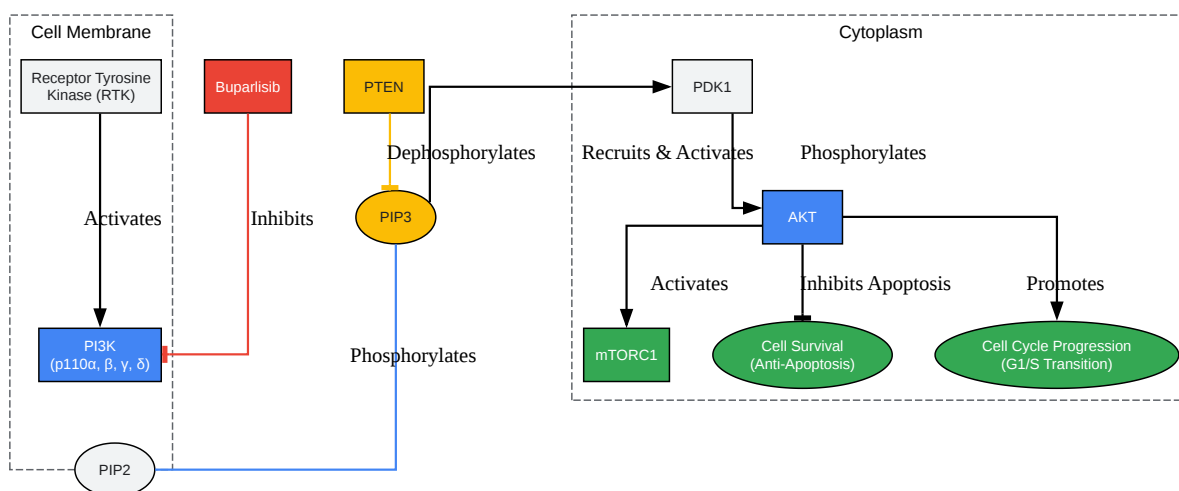 Cell Membrane
Cytoplasm
Receptor Tyrosine
Kinase (RTK)
Buparlisib
PTEN
PDK1
Dephosphorylates
Recruits & Activates
Phosphorylates
Activates
Inhibits
PIP3
AKT
Activates
Inhibits Apoptosis
Promotes
PI3K
(p110α, β, γ, δ)
Phosphorylates
mTORC1
Cell Survival
(Anti-Apoptosis)
Cell Cycle Progression
(G1/S Transition)
PIP2